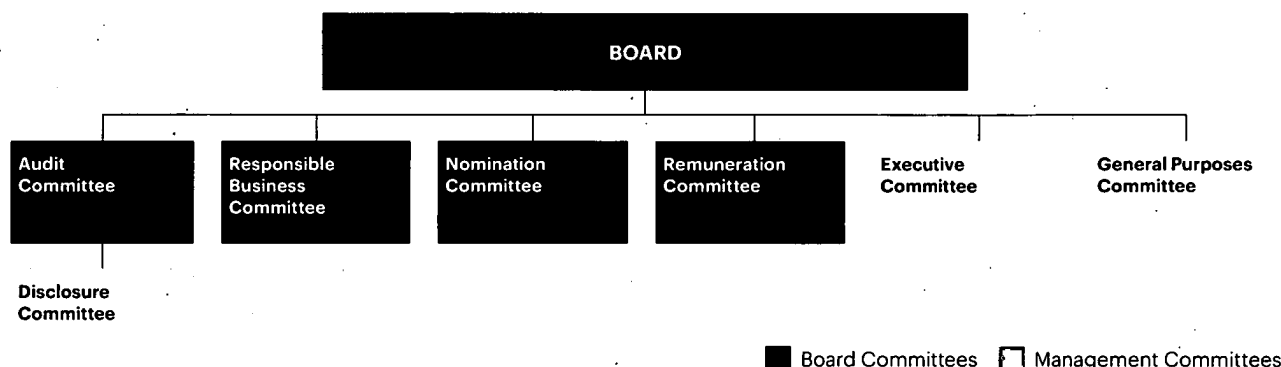 BOARD
Audit
Committee
Responsible
Business
Committee
Nomination
Committee
Remuneration
Committee
Executive
Committee
General Purposes
Committee
Disclosure
Committee
Board Committees
Management Committees